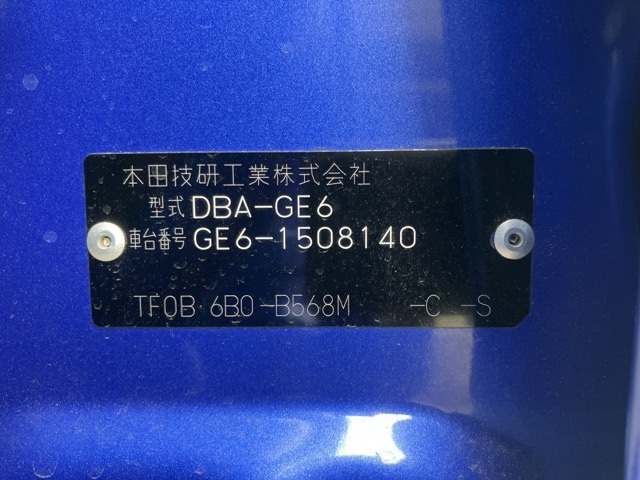 本田技研工業株式会社
型式 DBA-GE6
車台番号 GE6-1508140
TF0B 6B0-B568M -C -S